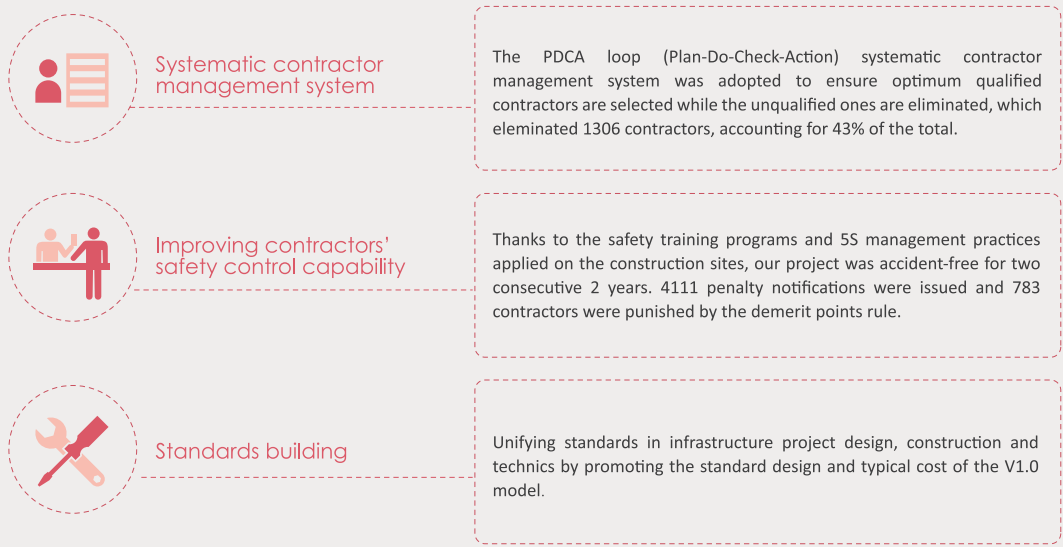 Systematic contractor
management system
The PDCA loop (Plan-Do-Check-Action) systematic contractor
management system was adopted to ensure optimum qualified
contractors are selected while the unqualified ones are eliminated, which
eleminated 1306 contractors, accounting for 43% of the total.
Improving contractors'
safety control capability
Thanks to the safety training programs and 5S management practices
applied on the construction sites, our project was accident-free for two
consecutive 2 years. 4111 penalty notifications were issued and 783
contractors were punished by the demerit points rule.
Standards building
Unifying standards in infrastructure project design, construction and
technics by promoting the standard design and typical cost of the V1.0
model.